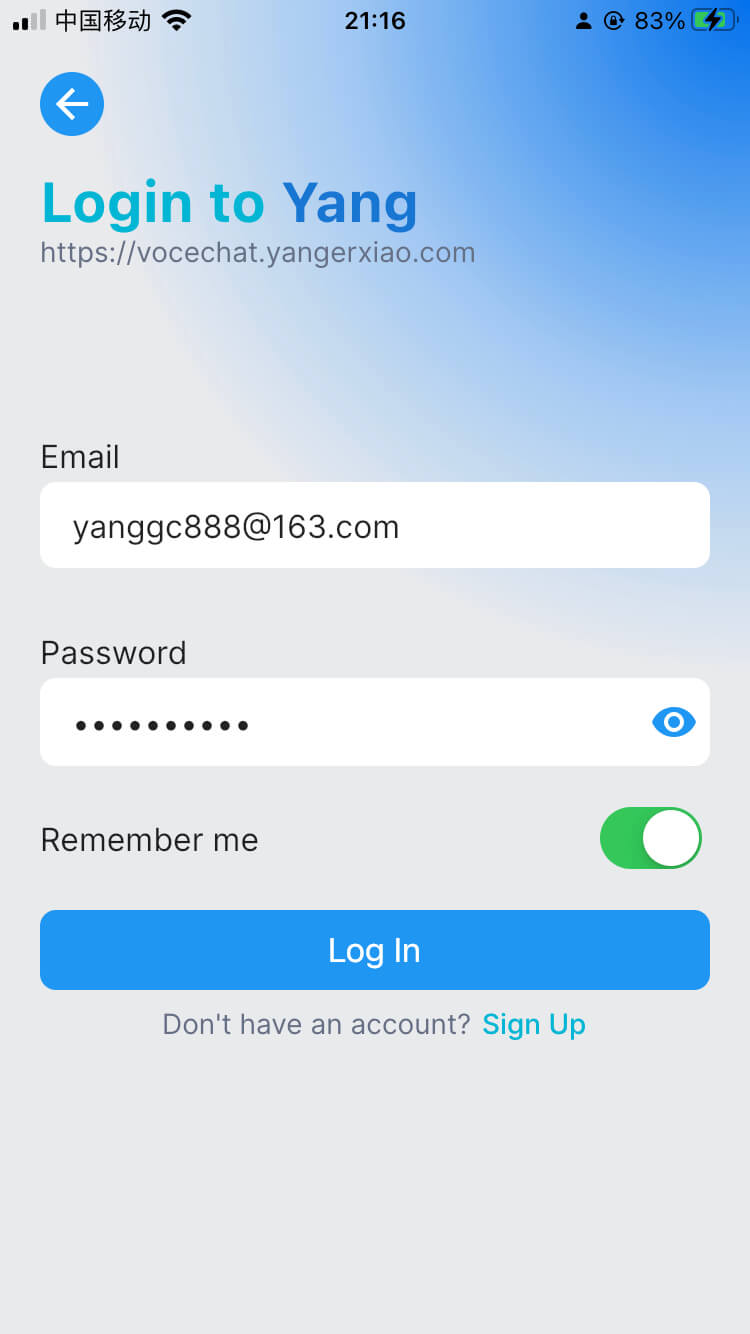 中国移动 21:16 83%
Login to Yang
https://vocechat.yangerxiao.com
Email
yanggc888@163.com
Password
••••••••••
Remember me
Log In
Don't have an account? Sign Up